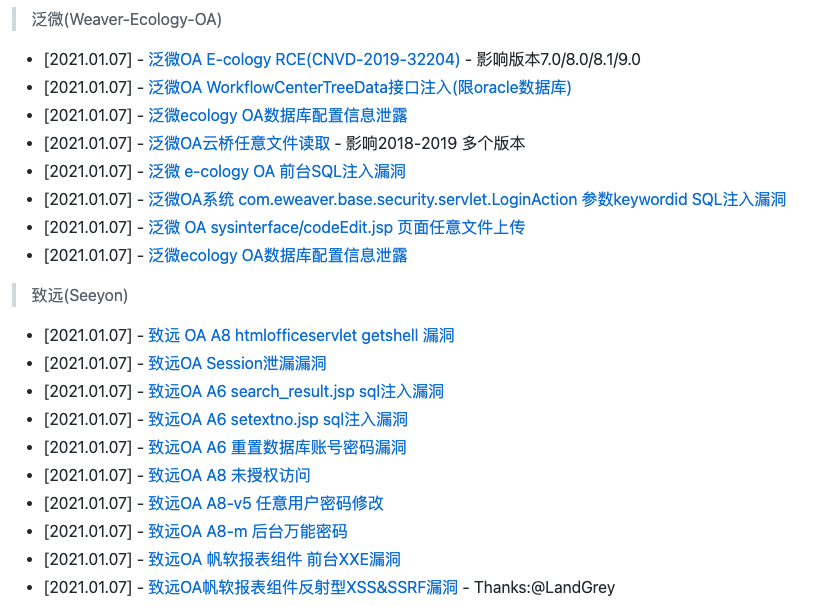 泛微(Weaver-Ecology-OA)
[2021.01.07] - 泛微OA E-cology RCE(CNVD-2019-32204) - 影响版本7.0/8.0/8.1/9.0
[2021.01.07] - 泛微OA WorkflowCenterTreeData接口注入(限oracle数据库)
[2021.01.07] - 泛微ecology OA数据库配置信息泄露
[2021.01.07] - 泛微OA云桥任意文件读取 - 影响2018-2019 多个版本
[2021.01.07] - 泛微 e-cology OA 前台SQL注入漏洞
[2021.01.07] - 泛微OA系统 com.eweaver.base.security.servlet.LoginAction 参数keywordid SQL注入漏洞
[2021.01.07] - 泛微 OA sysinterface/codeEdit.jsp 页面任意文件上传
[2021.01.07] - 泛微ecology OA数据库配置信息泄露
致远(Seeyon)
[2021.01.07] - 致远 OA A8 htmlofficeservlet getshell 漏洞
[2021.01.07] - 致远OA Session泄漏漏洞
[2021.01.07] - 致远OA A6 search_result.jsp sql注入漏洞
[2021.01.07] - 致远OA A6 setextno.jsp sql注入漏洞
[2021.01.07] - 致远OA A6 重置数据库账号密码漏洞
[2021.01.07] - 致远OA A8 未授权访问
[2021.01.07] - 致远OA A8-v5 任意用户密码修改
[2021.01.07] - 致远OA A8-m 后台万能密码
[2021.01.07] - 致远OA 帆软报表组件 前台XXE漏洞
[2021.01.07] - 致远OA帆软报表组件反射型XSS&SSRF漏洞 - Thanks:@LandGrey